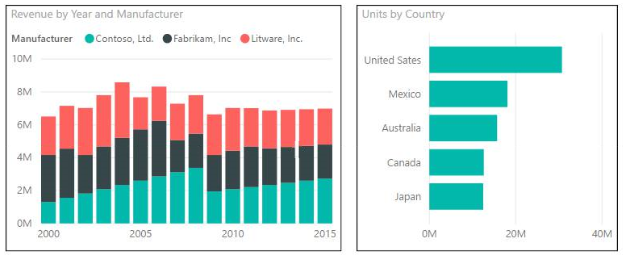 Revenue by Year and Manufacturer
Manufacturer Contoso, Ltd. Fabrikam, Inc Litware, Inc.
10M
8M
6M
4M
2M
0M
2000 2005 2010 2015
Units by Country
United Sates
Mexico
Australia
Canada
Japan
0M 20M 40M